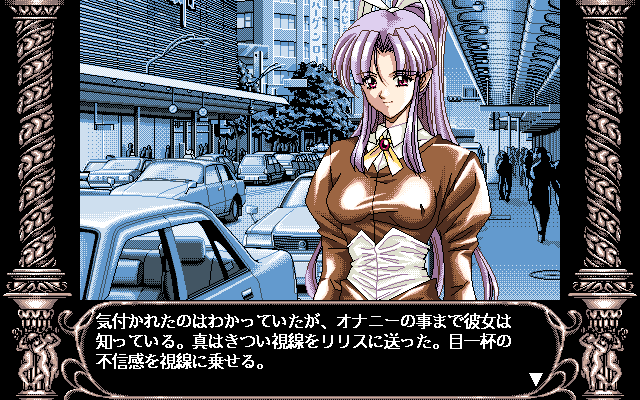 気付かれたのはわかっていたが、オナニーの事まで彼女は
知っている。真はきつい視線をリリスに送った。目一杯の
不信感を視線に乗せる。